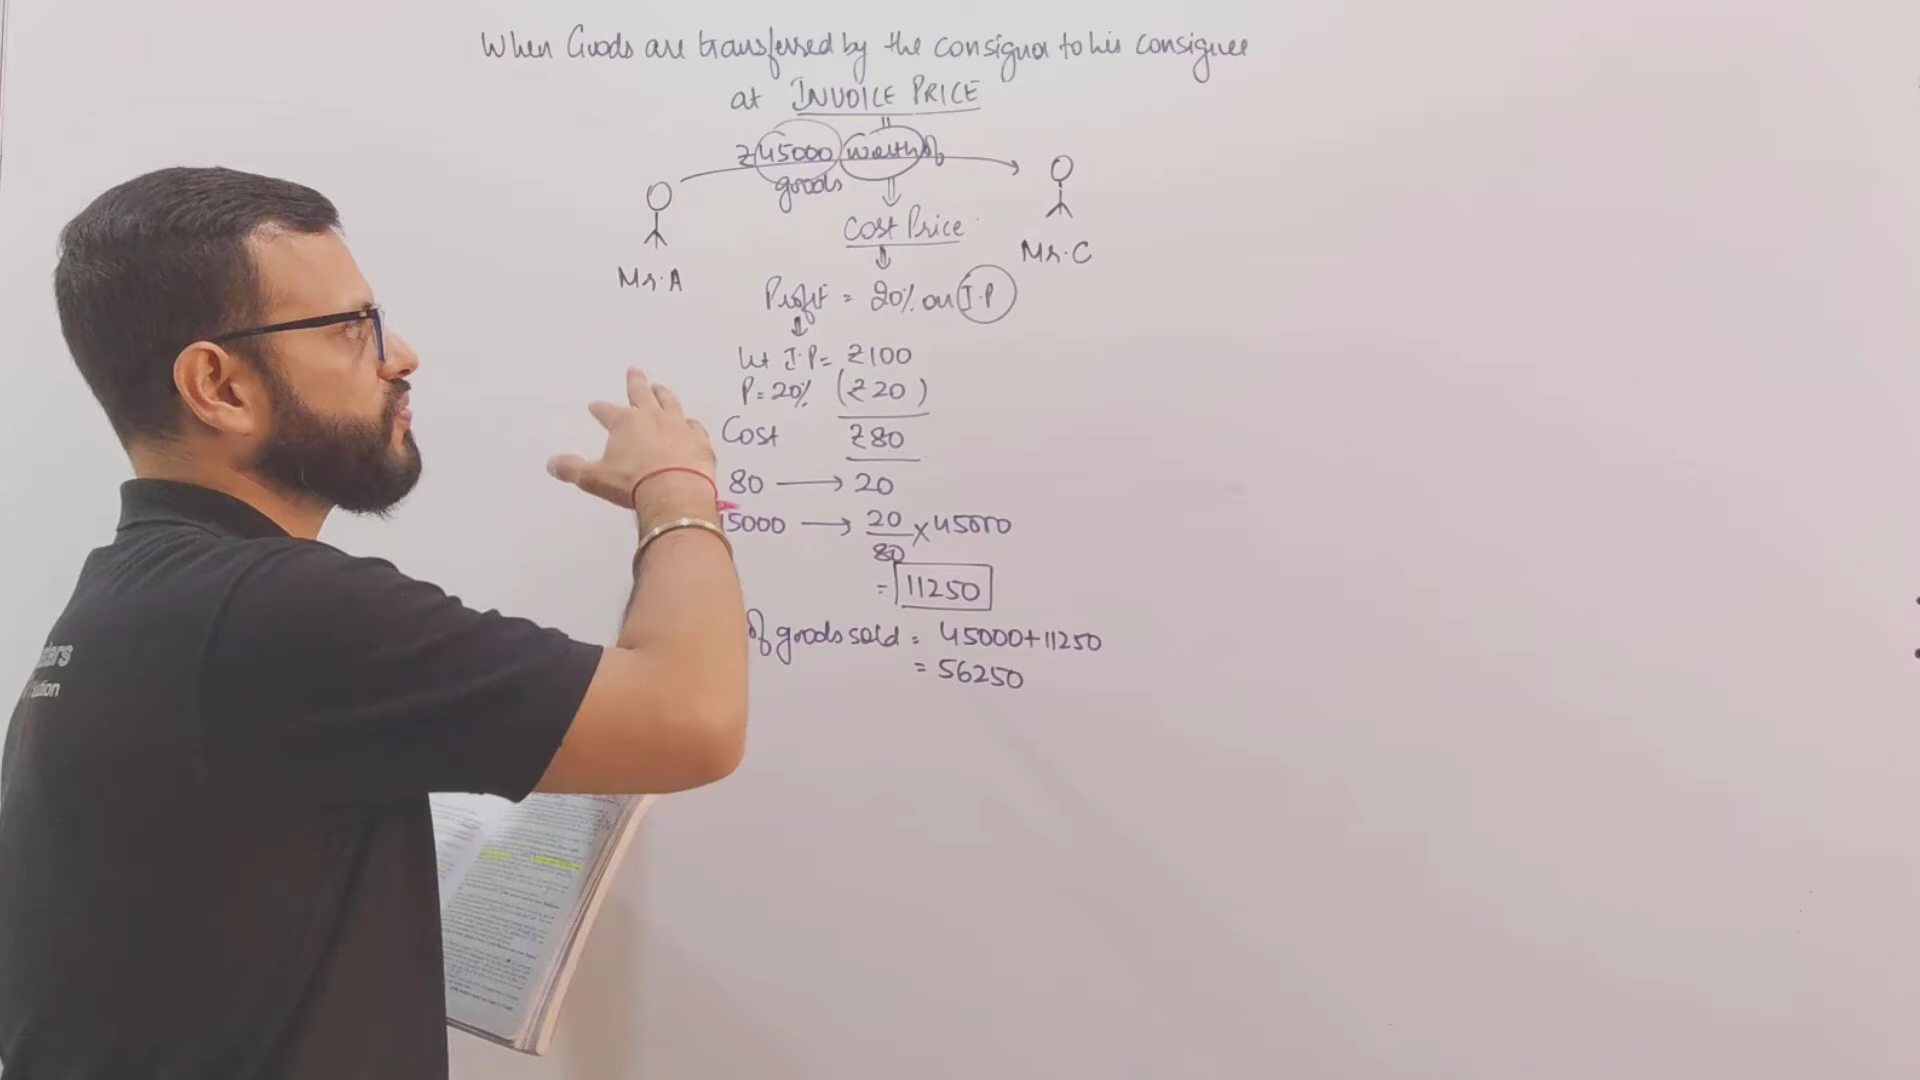 When Goods are transferred by the consignor to his consignee
at INVOICE PRICE
₹45000 worth of
goods
Cost Price
Mr.A
Mr.C
Profit = 20% on I.P
let I.P = ₹100
P = 20% (₹20)
Cost ₹80
80 → 20
5000 → 20/80 × 45000
= 11250
of goods sold = 45000+11250
= 56250